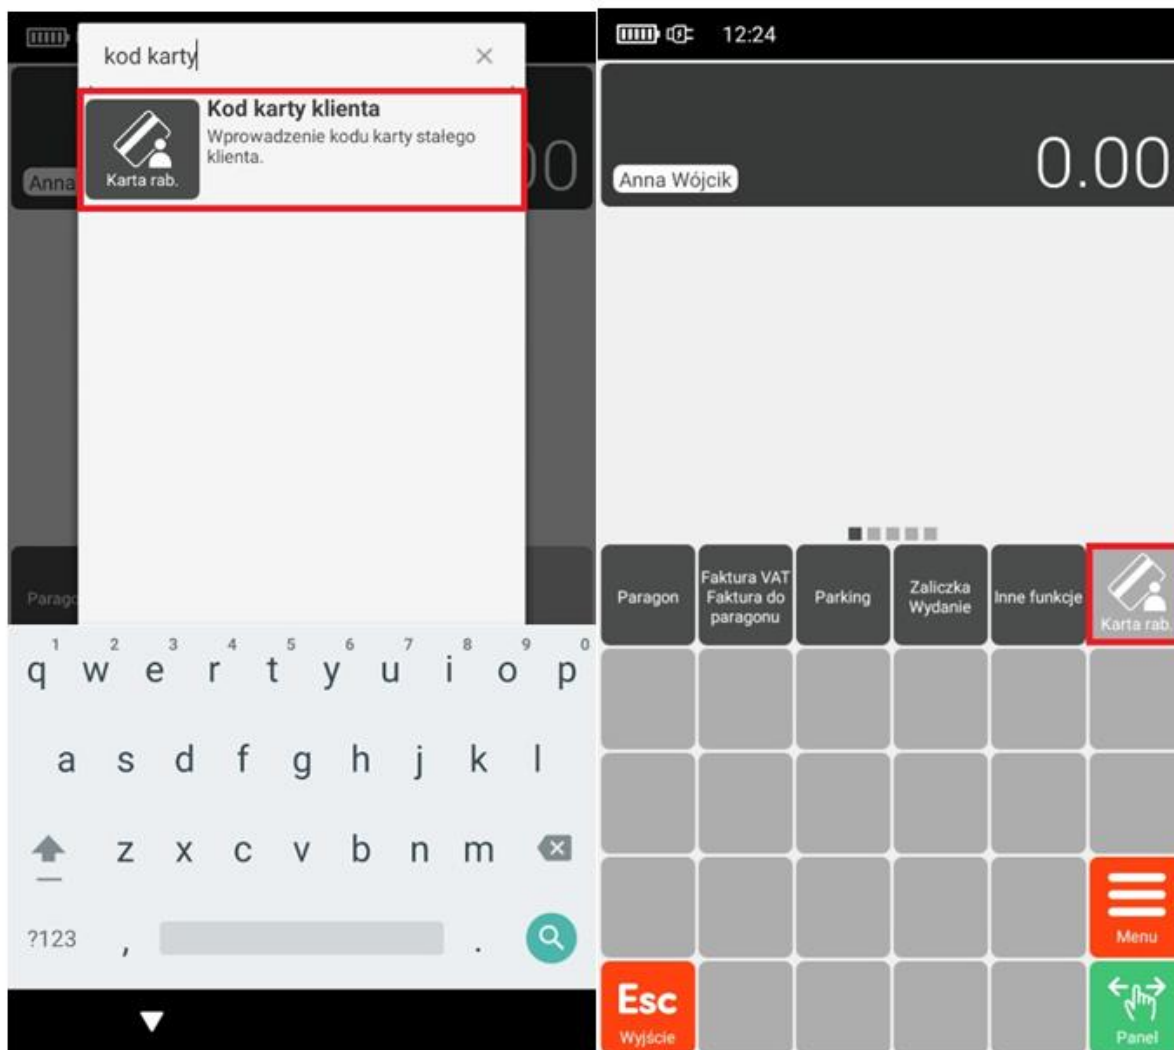 kod karty
Kod karty klienta
Wprowadzenie kodu karty stałego
klienta.
Karta rab.
Anna
00
Parago
1 2 3 4 5 6 7 8 9 0
q w e r t y u i o p
a s d f g h j k l
z x c v b n m
?123 , .
12:24
0.00
Anna Wójcik
Paragon
Faktura VAT
Faktura do
paragonu
Parking
Zaliczka
Wydanie
Inne funkcje
Karta rab.
Menu
Esc
Wyjście
Panel